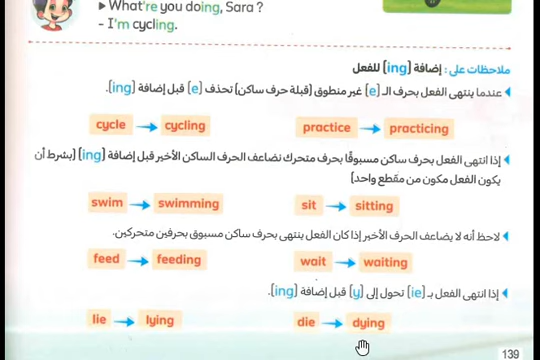 ▸ What're you doing, Sara ?
- I'm cycling.
ملاحظات على : إضافة (ing) للفعل
عندما ينتهى الفعل بحرف الـ (e) غير منطوق (قبلة حرف ساكن) تحذف (e) قبل إضافة (ing).
cycle → cycling practice → practicing
إذا انتهى الفعل بحرف ساكن مسبوقًا بحرف متحرك نضاعف الحرف الساكن الأخير قبل إضافة (ing) (بشرط أن
يكون الفعل مكون من مقطع واحد)
swim → swimming sit → sitting
لاحظ أنه لا يضاعف الحرف الأخير إذا كان الفعل ينتهى بحرف ساكن مسبوق بحرفين متحركين.
feed → feeding wait → waiting
إذا انتهى الفعل بـ (ie) تحول إلى (y) قبل إضافة (ing).
lie → lying die → dying
139